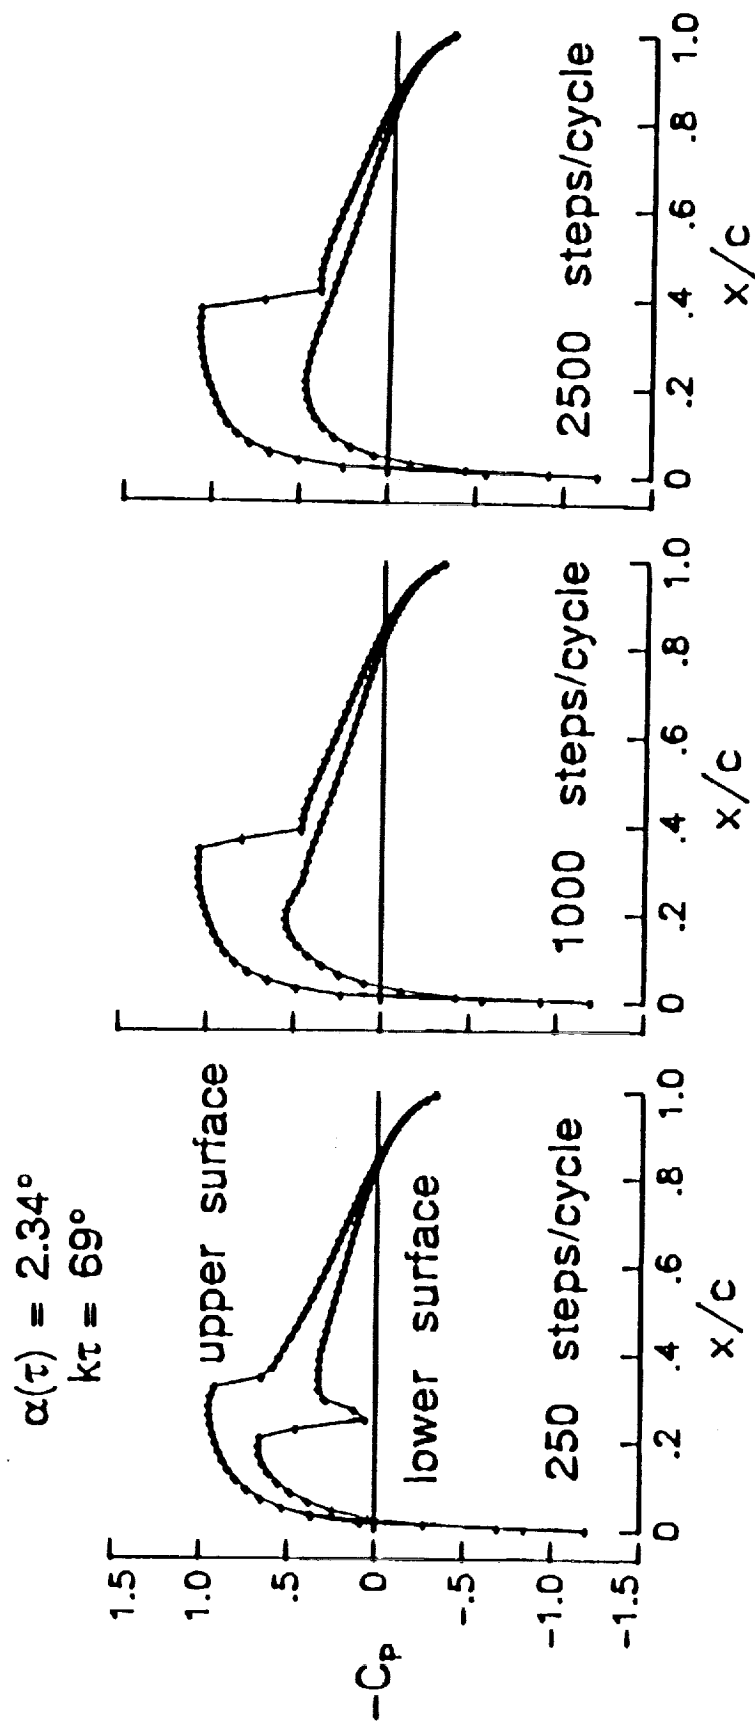 α(τ) = 2.34°
kτ = 69°
1.5
1.0
.5
0
-.5
-1.0
-1.5
-Cp
upper surface
lower surface
250 steps/cycle
0 .2 .4 .6 .8 1.0
x/c
1000 steps/cycle
0 .2 .4 .6 .8 1.0
x/c
2500 steps/cycle
0 .2 .4 .6 .8 1.0
x/c